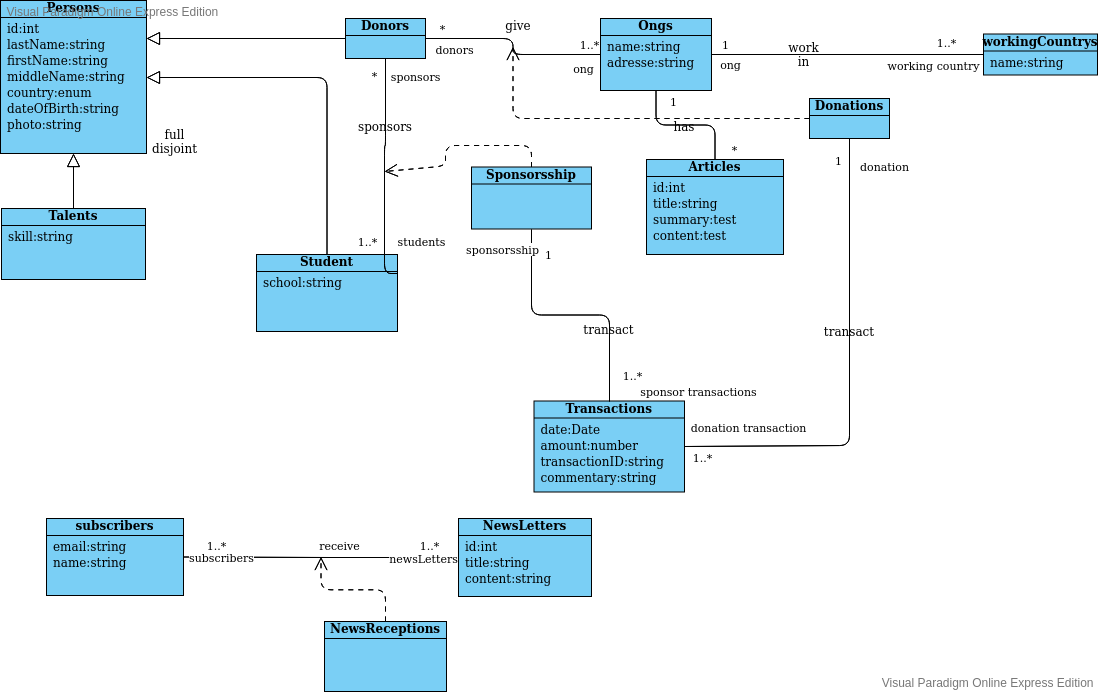 Visual Paradigm Online Express Edition
Persons
id:int
lastName:string
firstName:string
middleName:string
country:enum
dateOfBirth:string
photo:string
full
disjoint
Talents
skill:string
Donors
*
donors
give
1..*
ong
*
sponsors
sponsors
1..*
students
Student
school:string
Ongs
name:string
adresse:string
1
ong
work
in
1..*
working country
workingCountrys
name:string
1
has
*
Donations
1
donation
Articles
id:int
title:string
summary:test
content:test
Sponsorsship
sponsorsship
1
transact
1..*
sponsor transactions
transact
Transactions
date:Date
amount:number
transactionID:string
commentary:string
donation transaction
1..*
subscribers
email:string
name:string
1..*
subscribers
receive
1..*
newsLetters
NewsLetters
id:int
title:string
content:string
NewsReceptions
Visual Paradigm Online Express Edition